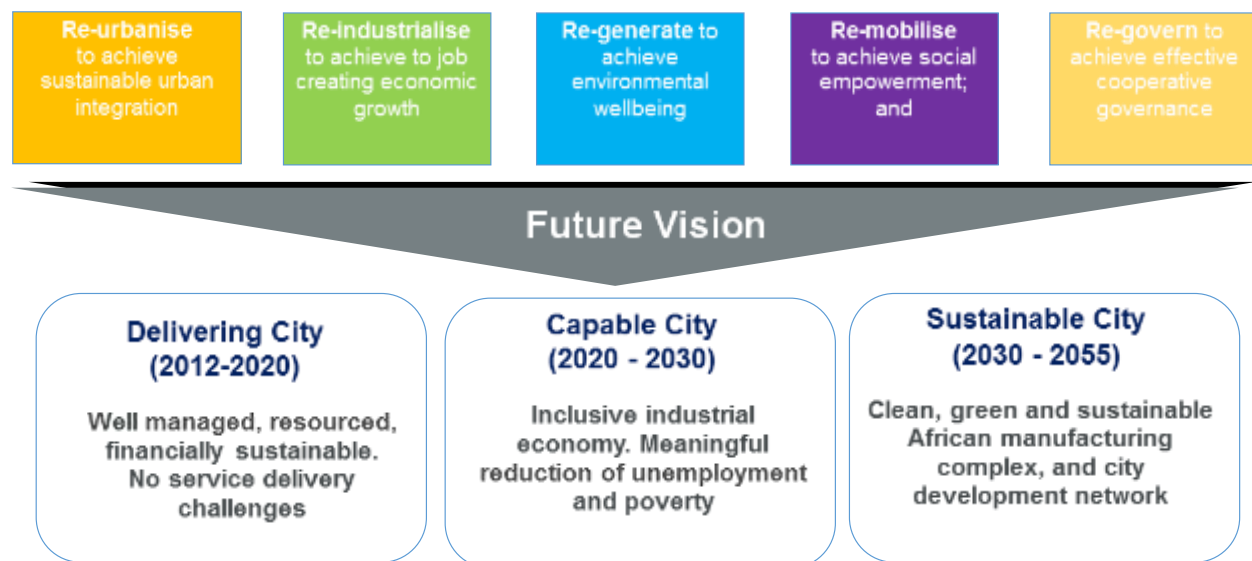 Re-urbanise
to achieve
sustainable urban
integration
Re-industrialise
to achieve to job
creating economic
growth
Re-generate to
achieve
environmental
wellbeing
Re-mobilise
to achieve social
empowerment;
and
Re-govern to
achieve effective
cooperative
governance
Future Vision
Delivering City
(2012-2020)
Well managed, resourced,
financially sustainable.
No service delivery
challenges
Capable City
(2020 - 2030)
Inclusive industrial
economy. Meaningful
reduction of unemployment
and poverty
Sustainable City
(2030 - 2055)
Clean, green and sustainable
African manufacturing
complex, and city
development network